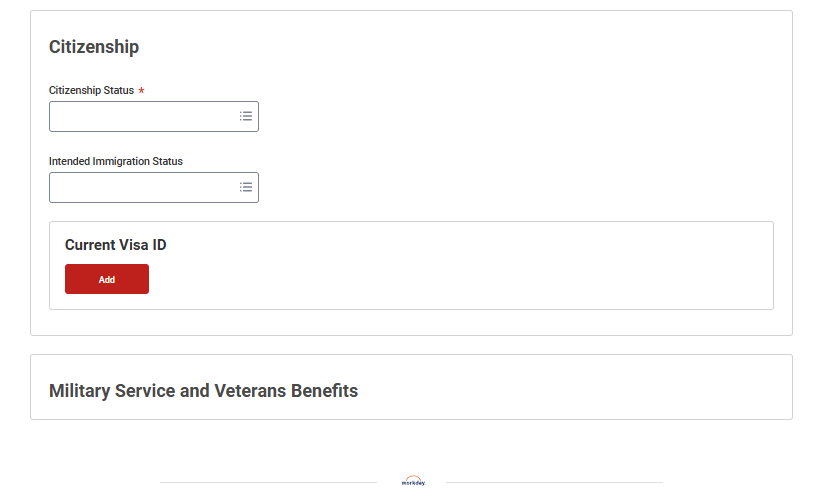 Citizenship
Citizenship Status *
Intended Immigration Status
Current Visa ID
Add
Military Service and Veterans Benefits
workday